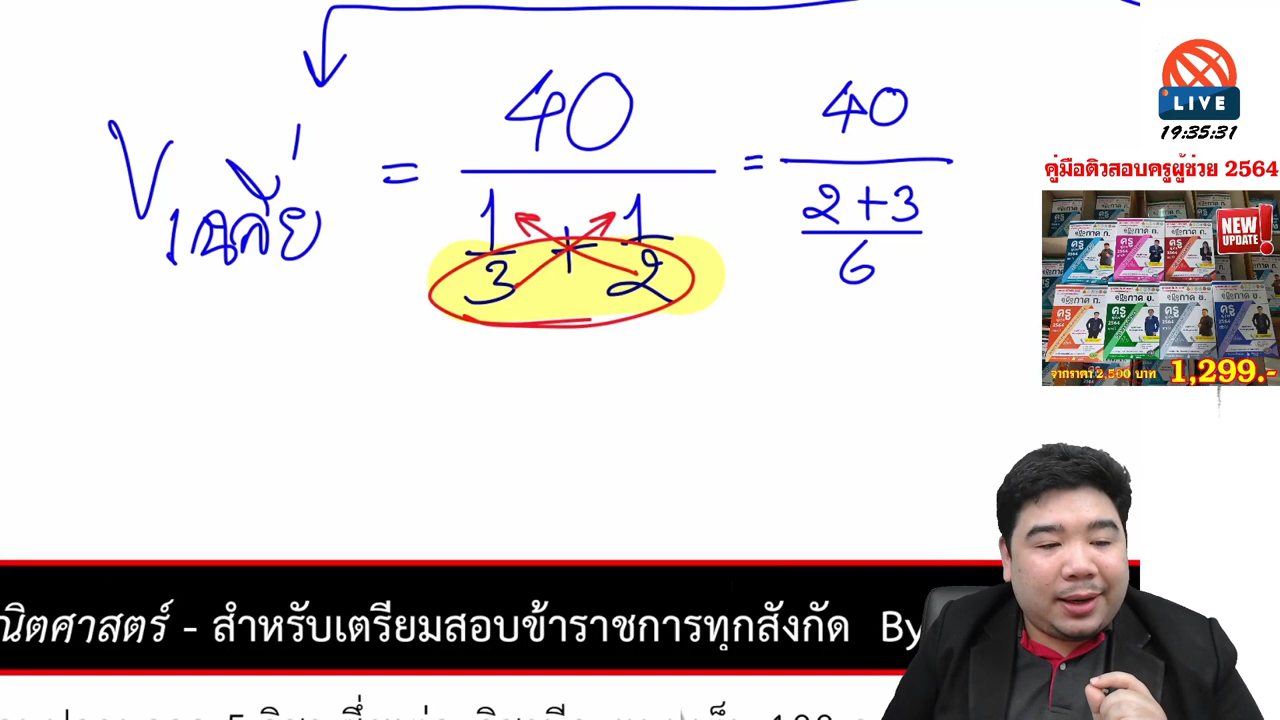 V เฉลี่ย = 40 / (1/3 + 1/2) = 40 / ((2+3)/6)
LIVE
19:35:31
คู่มือติวสอบครูผู้ช่วย 2564
NEW
UPDATE
จากราคา 2,500 บาท 1,299.-
นิตศาสตร์ - สำหรับเตรียมสอบข้าราชการทุกสังกัด By